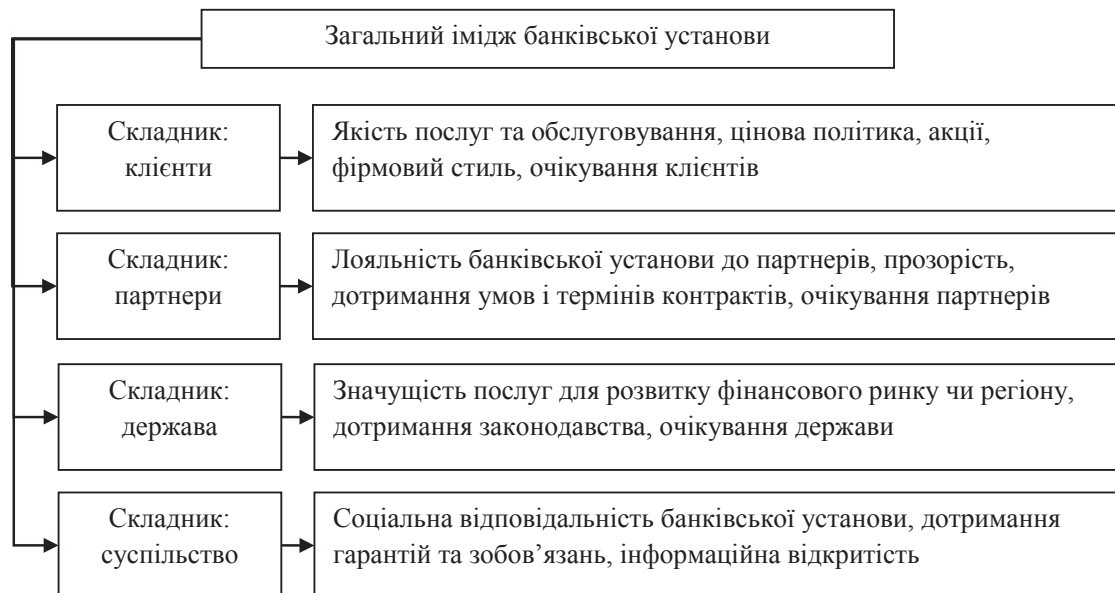 Загальний імідж банківської установи
Складник:
клієнти
Якість послуг та обслуговування, цінова політика, акції,
фірмовий стиль, очікування клієнтів
Складник:
партнери
Лояльність банківської установи до партнерів, прозорість,
дотримання умов і термінів контрактів, очікування партнерів
Складник:
держава
Значущість послуг для розвитку фінансового ринку чи регіону,
дотримання законодавства, очікування держави
Складник:
суспільство
Соціальна відповідальність банківської установи, дотримання
гарантій та зобов’язань, інформаційна відкритість